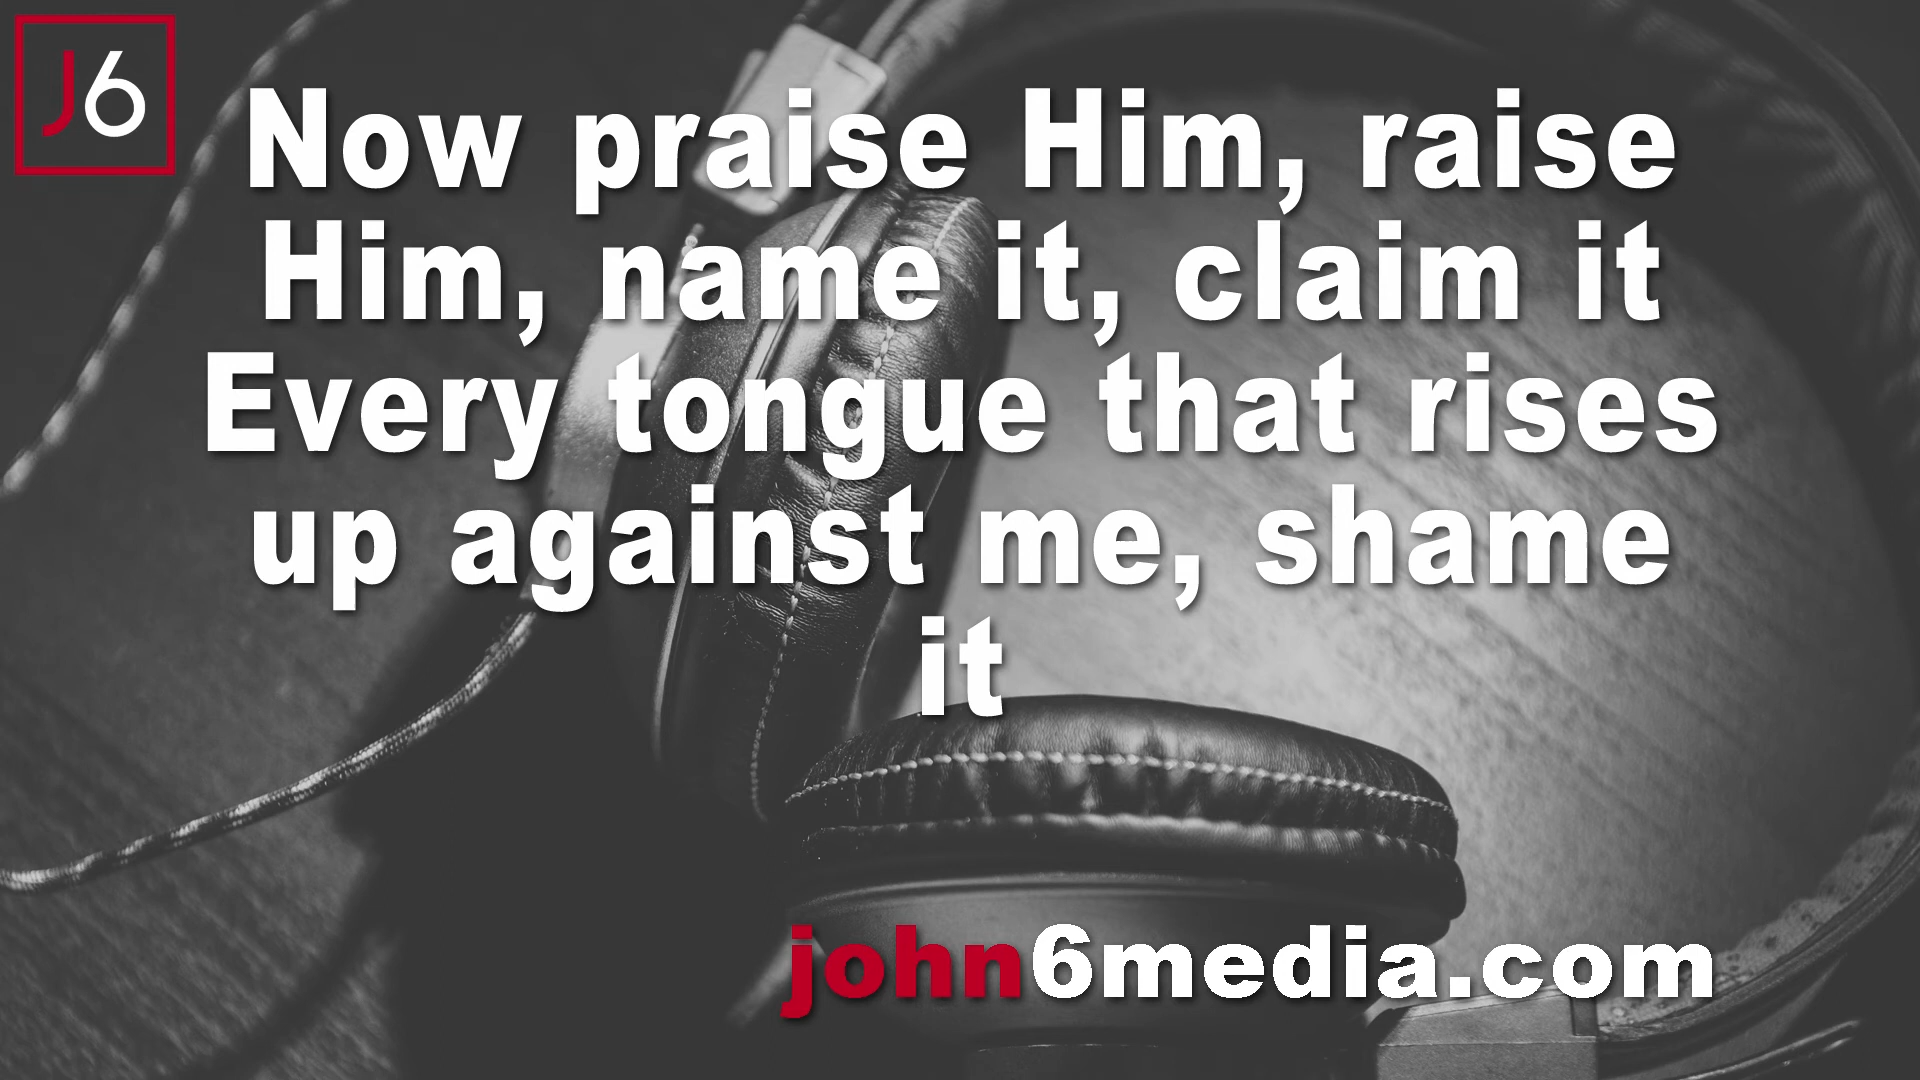 J6
Now praise Him, raise
Him, name it, claim it
Every tongue that rises
up against me, shame
it
john6media.com